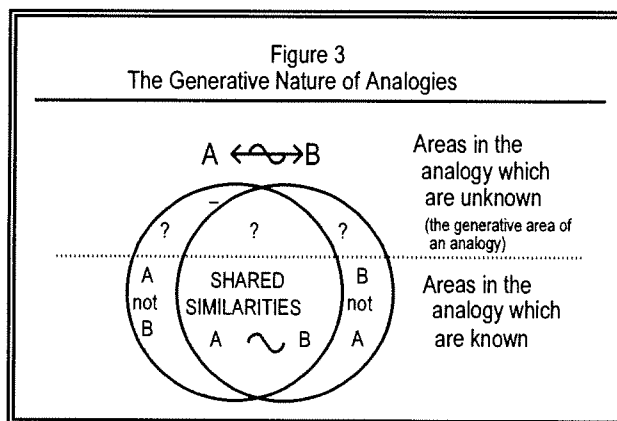 Figure 3
The Generative Nature of Analogies
A B
Areas in the
analogy which
are unknown
(the generative area of
an analogy)
? ? ?
A
not
B
SHARED
SIMILARITIES
A B
B
not
A
Areas in the
analogy which
are known